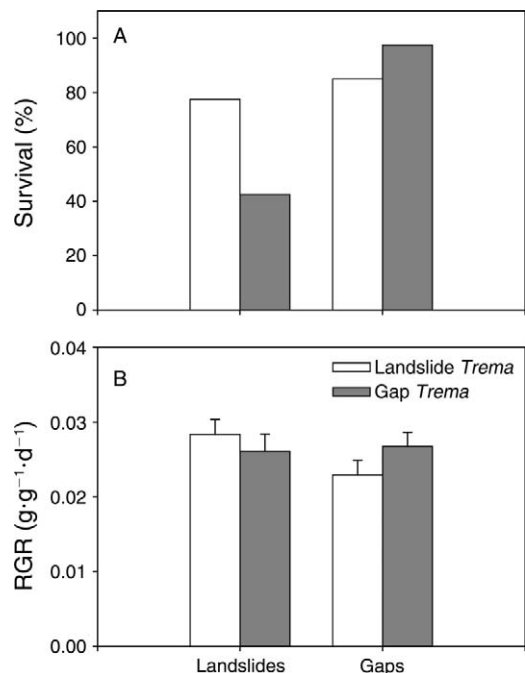 A
100
80
60
40
20
0
Survival (%)
B
0.04
0.03
0.02
0.01
0.00
RGR (g·g⁻¹·d⁻¹)
Landslide Trema
Gap Trema
Landslides Gaps